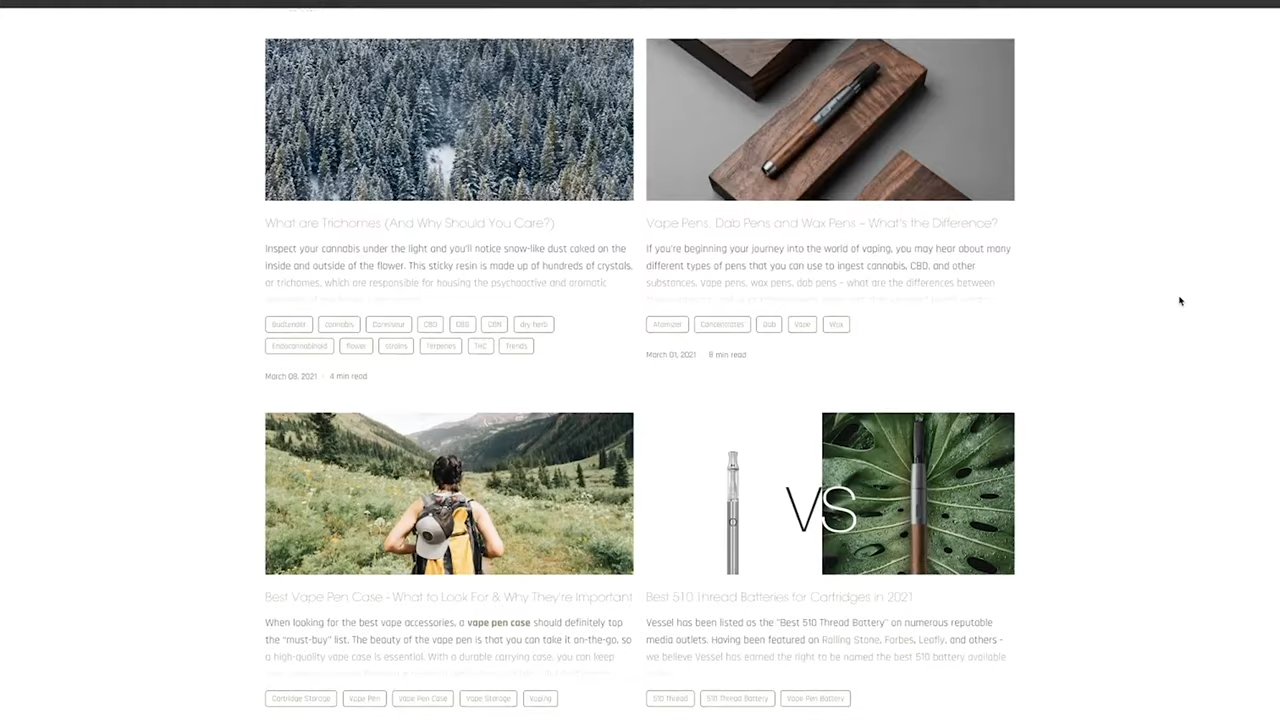 What are Trichomes (And Why Should You Care?)
Inspect your cannabis under the light and you'll notice snow-like dust caked on the
inside and outside of the flower. This sticky resin is made up of hundreds of crystals,
or trichomes, which are responsible for housing the psychoactive and aromatic
Budtender cannabis Cannisseur CBD CBG CBN dry herb
Endocannabinoid flower strains Terpenes THC Trends
March 08, 2021 4 min read
Vape Pens, Dab Pens and Wax Pens – What's the Difference?
If you're beginning your journey into the world of vaping, you may hear about many
different types of pens that you can use to ingest cannabis, CBD, and other
substances. Vape pens, wax pens, dab pens - what are the differences between
Atomizer Concentrates Dab Vape Wax
March 01, 2021 8 min read
Best Vape Pen Case - What to Look For & Why They're Important
When looking for the best vape accessories, a vape pen case should definitely top
the "must-buy" list. The beauty of the vape pen is that you can take it on-the-go, so
a high-quality vape case is essential. With a durable carrying case, you can keep
Cartridge Storage Vape Pen Vape Pen Case Vape Storage Vaping
VS
Best 510 Thread Batteries for Cartridges in 2021
Vessel has been listed as the "Best 510 Thread Battery" on numerous reputable
media outlets. Having been featured on Rolling Stone, Forbes, Leafly, and others -
we believe Vessel has earned the right to be named the best 510 battery available
510 Thread 510 Thread Battery Vape Pen Battery